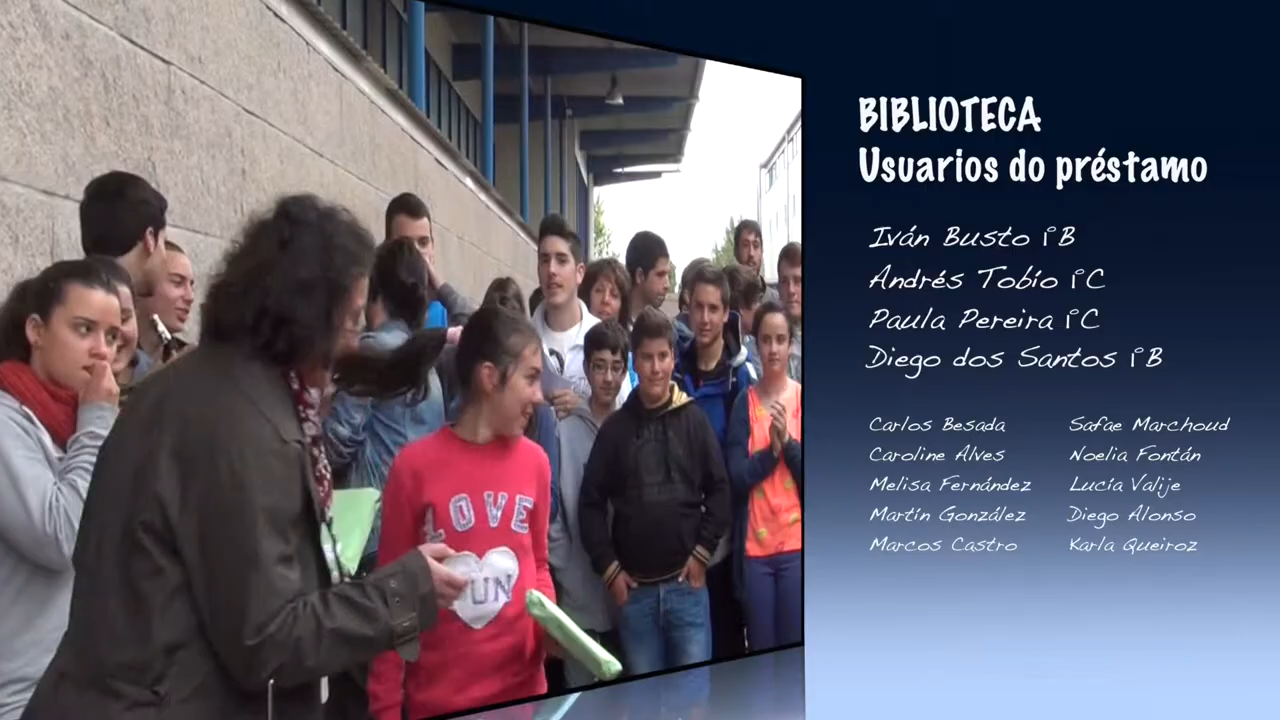 BIBLIOTECA
Usuarios do préstamo
Iván Busto 1ºB
Andrés Tobío 1ºC
Paula Pereira 1ºC
Diego dos Santos 1ºB
Carlos Besada
Caroline Alves
Melisa Fernández
Martín González
Marcos Castro
Safae Marchoud
Noelia Fontán
Lucía Valije
Diego Alonso
Karla Queiroz
LOVE
UN